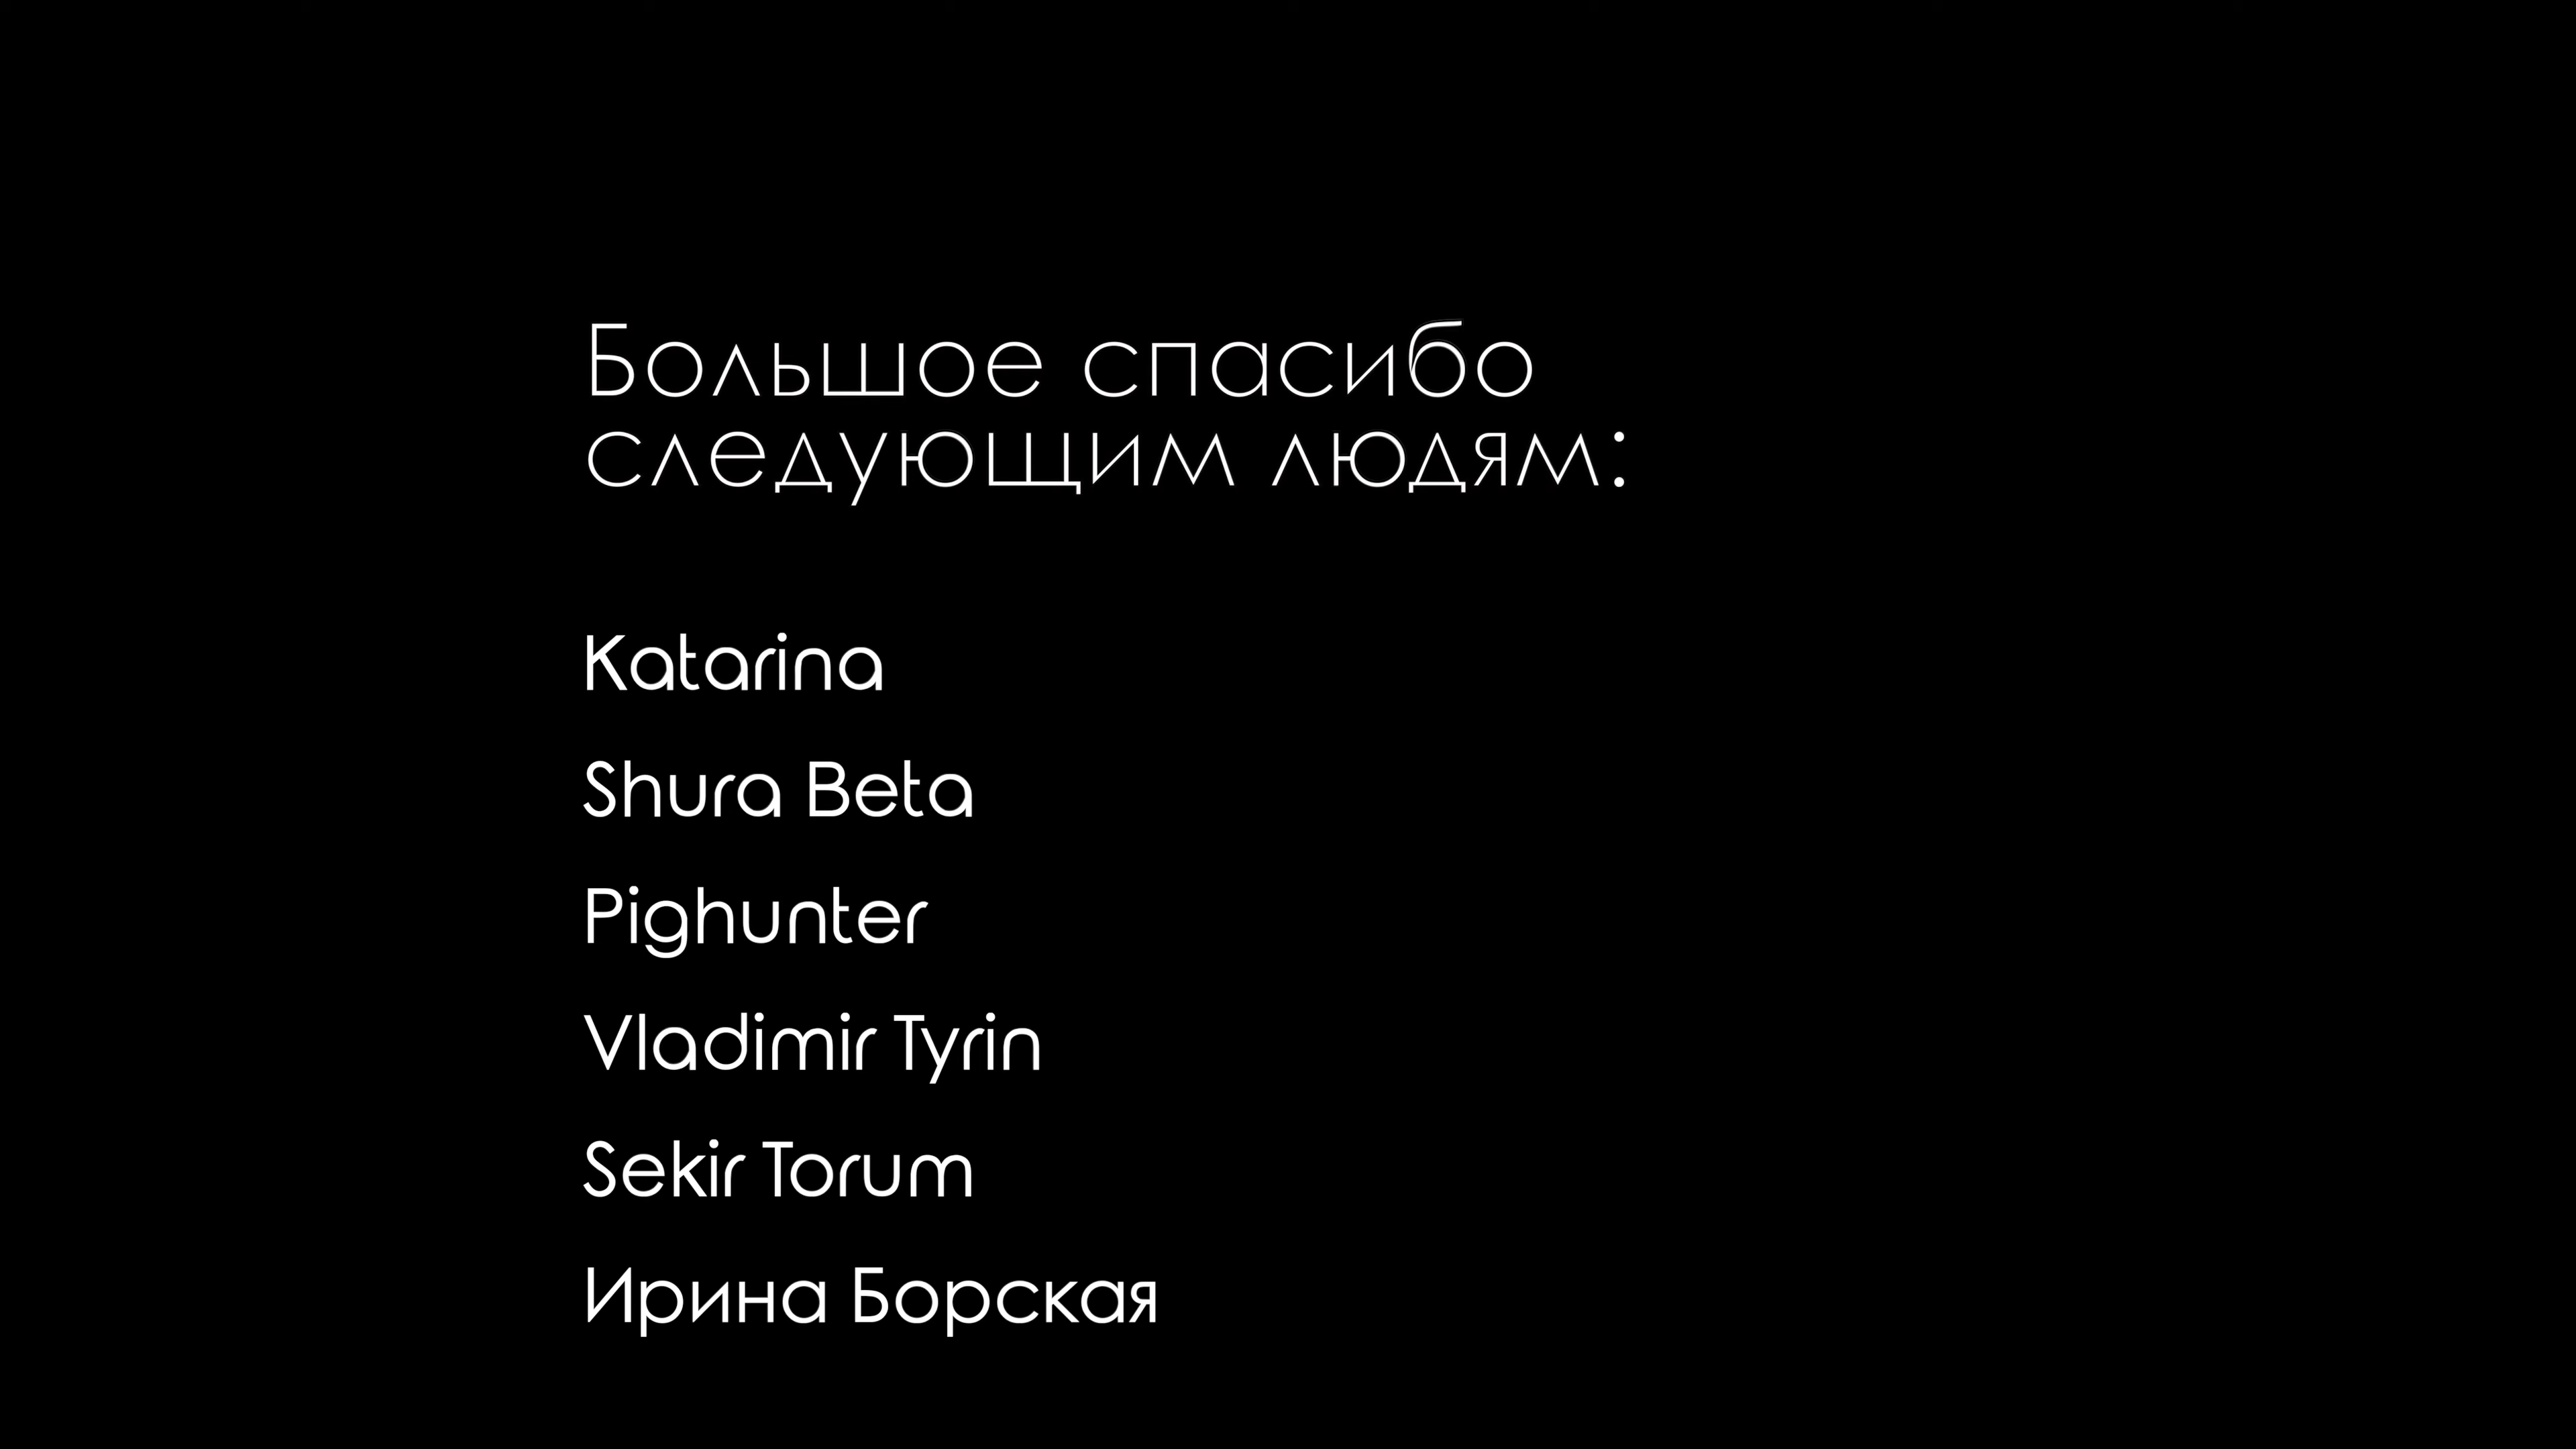 Большое спасибо
следующим людям:
Katarina
Shura Beta
Pighunter
Vladimir Tyrin
Sekir Torum
Ирина Борская